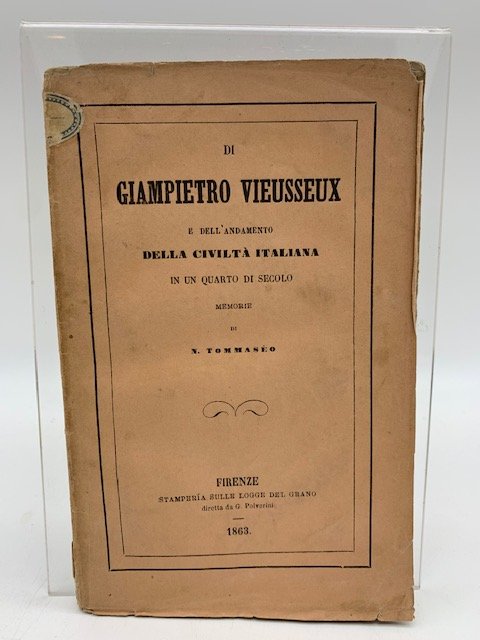 DI
GIAMPIETRO VIEUSSEUX
E DELL'ANDAMENTO
DELLA CIVILTÀ ITALIANA
IN UN QUARTO DI SECOLO
MEMORIE
DI
N. TOMMASÈO
FIRENZE
STAMPERÍA SULLE LOGGE DEL GRANO
diretta da G. Polverini
1863.